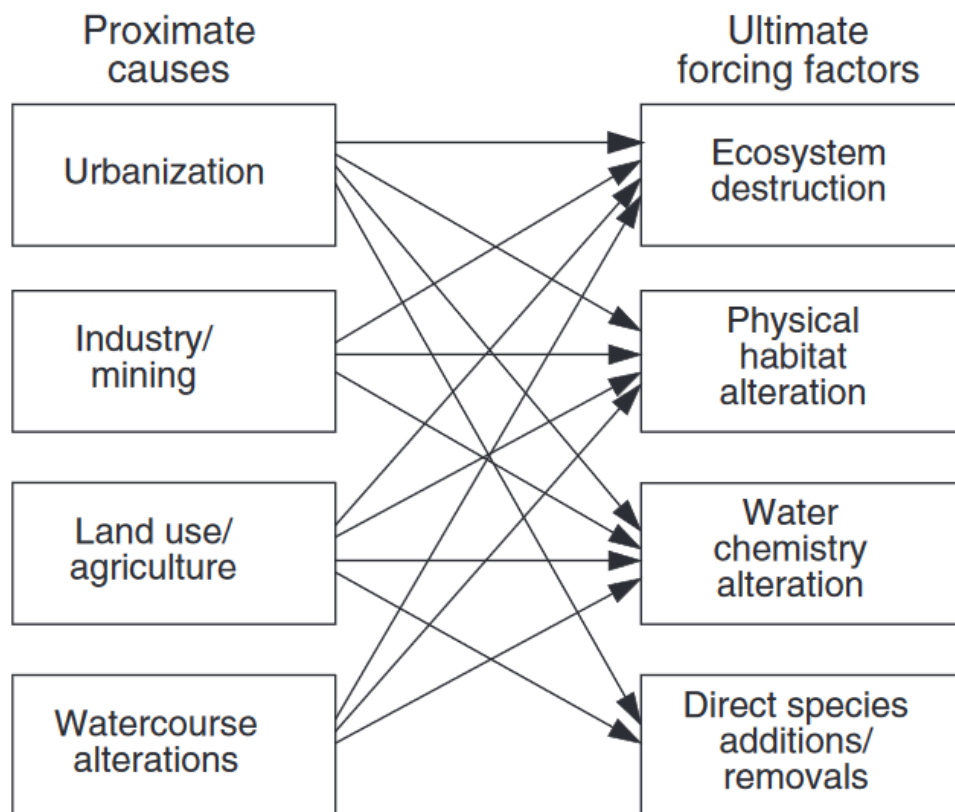 Proximate
causes
Ultimate
forcing factors
Urbanization
Ecosystem
destruction
Industry/
mining
Physical
habitat
alteration
Land use/
agriculture
Water
chemistry
alteration
Watercourse
alterations
Direct species
additions/
removals